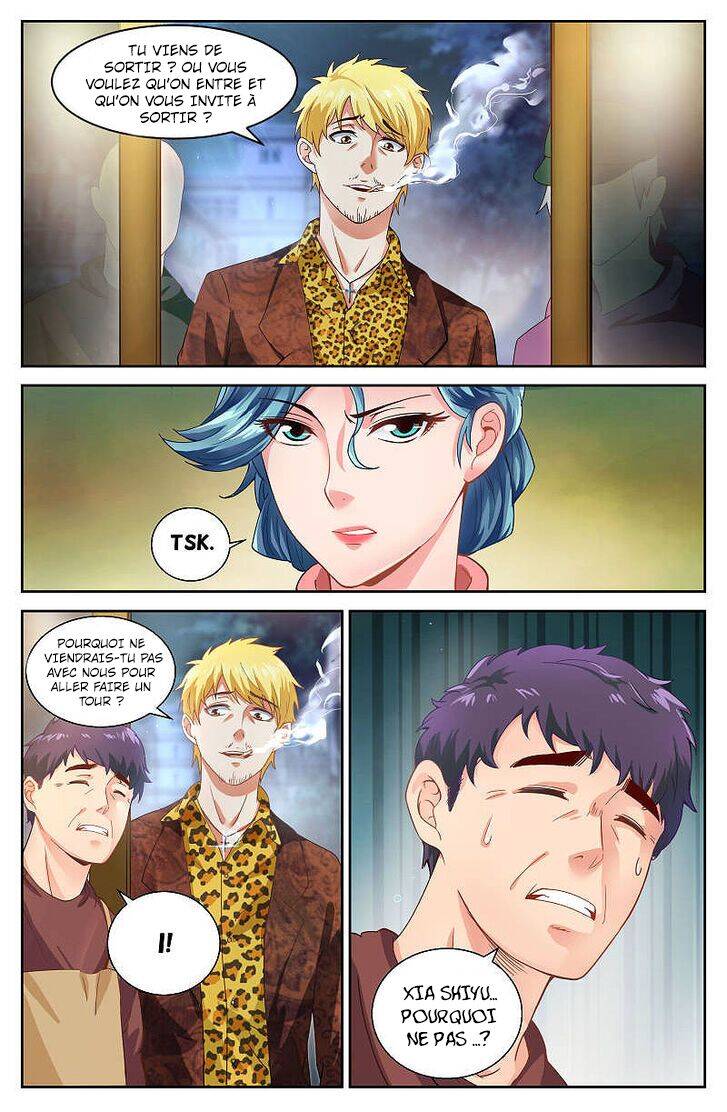 TU VIENS DE
SORTIR ? OU VOUS
VOULEZ QU'ON ENTRE ET
QU'ON VOUS INVITE À
SORTIR ?
TSK.
POURQUOI NE
VIENDRAIS-TU PAS
AVEC NOUS POUR
ALLER FAIRE UN
TOUR ?
I!
XIA SHIYU...
POURQUOI
NE PAS ...?